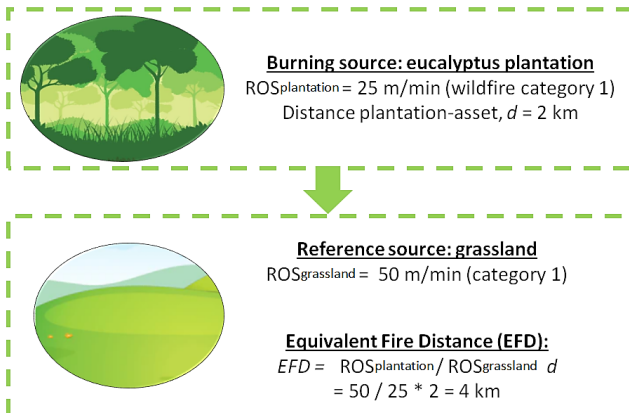 Burning source: eucalyptus plantation
ROSplantation = 25 m/min (wildfire category 1)
Distance plantation-asset, d = 2 km
Reference source: grassland
ROSgrassland = 50 m/min (category 1)
Equivalent Fire Distance (EFD):
EFD = ROSplantation / ROSgrassland d
= 50 / 25 * 2 = 4 km